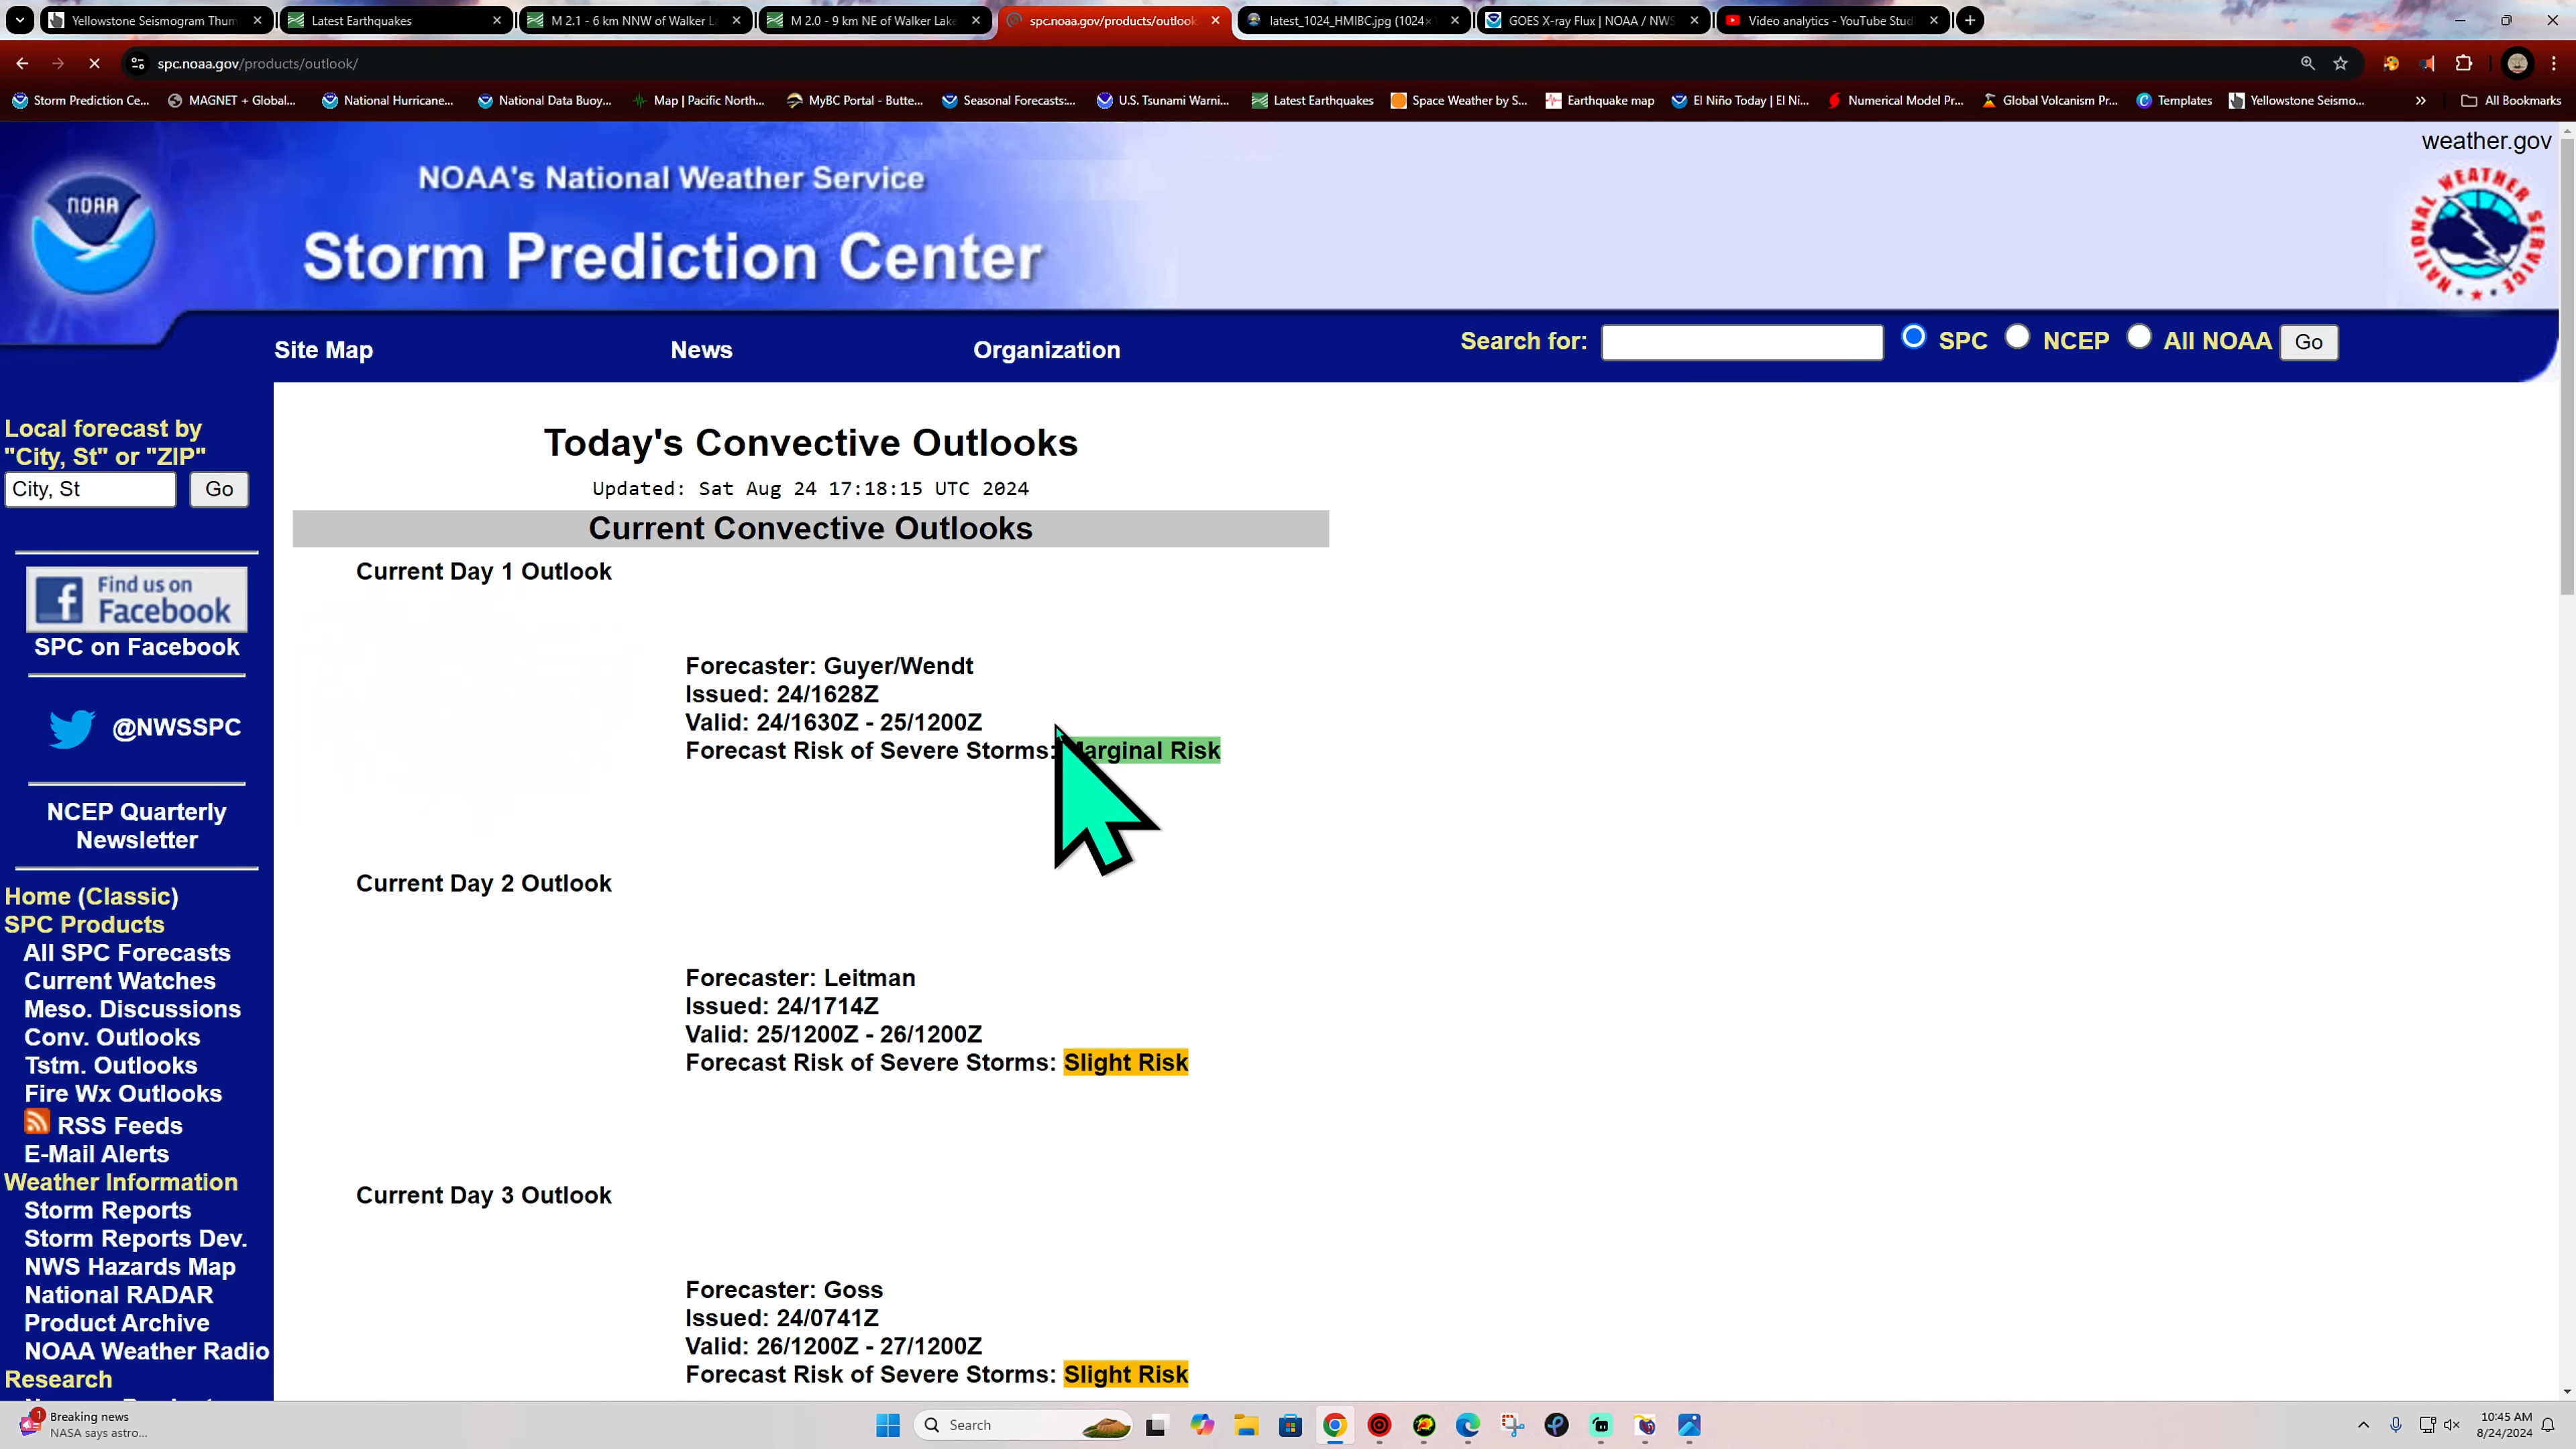 Yellowstone Seismogram Thum
Latest Earthquakes
M 2.1 - 6 km NNW of Walker L
M 2.0 - 9 km NE of Walker Lake
spc.noaa.gov/products/outlook
latest_1024_HMIBC.jpg (1024×
GOES X-ray Flux | NOAA / NWS
Video analytics - YouTube Stud
spc.noaa.gov/products/outlook/
Storm Prediction Ce...
MAGNET + Global...
National Hurricane...
National Data Buoy...
Map | Pacific North...
MyBC Portal - Butte...
Seasonal Forecasts:...
U.S. Tsunami Warni...
Latest Earthquakes
Space Weather by S...
Earthquake map
El Niño Today | El Ni...
Numerical Model Pr...
Global Volcanism Pr...
Templates
Yellowstone Seismo...
All Bookmarks
weather.gov
NOAA
NOAA's National Weather Service
Storm Prediction Center
NATIONAL WEATHER SERVICE
Site Map
News
Organization
Search for:
SPC
NCEP
All NOAA
Go
Local forecast by
"City, St" or "ZIP"
City, St
Go
Find us on
Facebook
SPC on Facebook
@NWSSPC
NCEP Quarterly
Newsletter
Home (Classic)
SPC Products
All SPC Forecasts
Current Watches
Meso. Discussions
Conv. Outlooks
Tstm. Outlooks
Fire Wx Outlooks
RSS Feeds
E-Mail Alerts
Weather Information
Storm Reports
Storm Reports Dev.
NWS Hazards Map
National RADAR
Product Archive
NOAA Weather Radio
Research
Today's Convective Outlooks
Updated: Sat Aug 24 17:18:15 UTC 2024
Current Convective Outlooks
Current Day 1 Outlook
Forecaster: Guyer/Wendt
Issued: 24/1628Z
Valid: 24/1630Z - 25/1200Z
Forecast Risk of Severe Storms: Marginal Risk
Current Day 2 Outlook
Forecaster: Leitman
Issued: 24/1714Z
Valid: 25/1200Z - 26/1200Z
Forecast Risk of Severe Storms: Slight Risk
Current Day 3 Outlook
Forecaster: Goss
Issued: 24/0741Z
Valid: 26/1200Z - 27/1200Z
Forecast Risk of Severe Storms: Slight Risk
1
Breaking news
NASA says astro...
Search
10:45 AM
8/24/2024